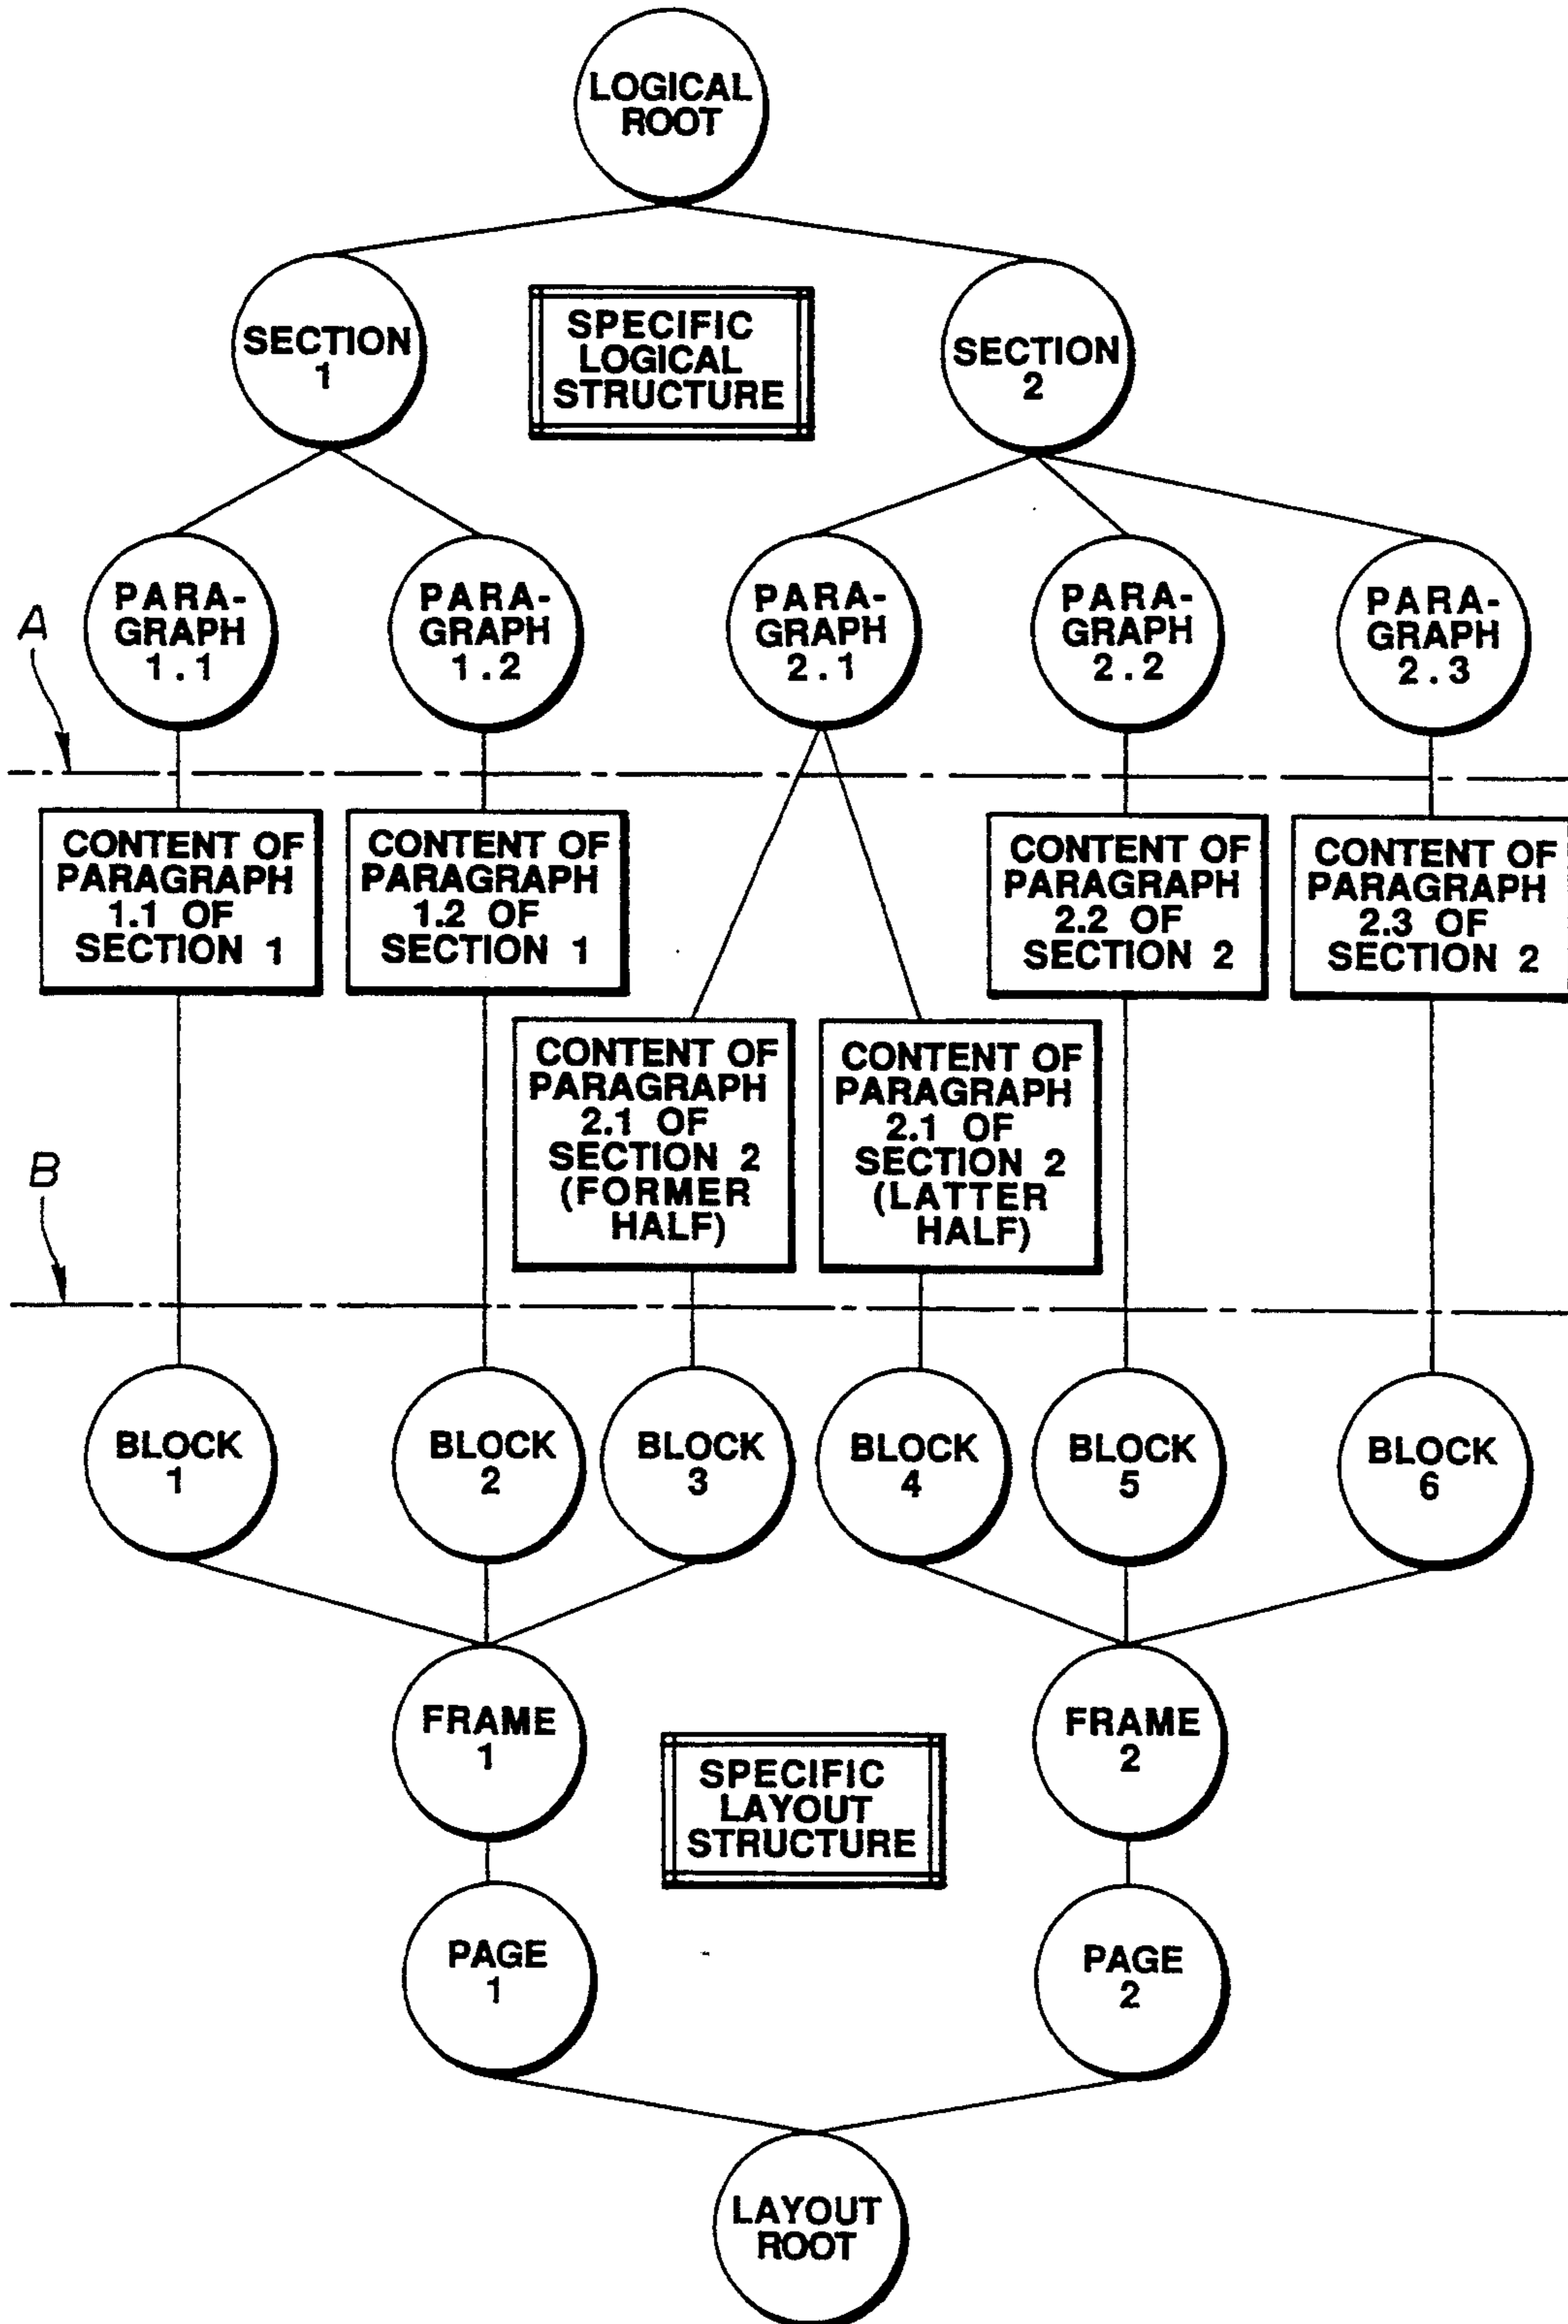 LOGICAL
ROOT
SECTION
1
SPECIFIC
LOGICAL
STRUCTURE
SECTION
2
PARA-
GRAPH
1.1
PARA-
GRAPH
1.2
PARA-
GRAPH
2.1
PARA-
GRAPH
2.2
PARA-
GRAPH
2.3
A
CONTENT OF
PARAGRAPH
1.1 OF
SECTION 1
CONTENT OF
PARAGRAPH
1.2 OF
SECTION 1
CONTENT OF
PARAGRAPH
2.2 OF
SECTION 2
CONTENT OF
PARAGRAPH
2.3 OF
SECTION 2
CONTENT OF
PARAGRAPH
2.1 OF
SECTION 2
(FORMER
HALF)
CONTENT OF
PARAGRAPH
2.1 OF
SECTION 2
(LATTER
HALF)
B
BLOCK
1
BLOCK
2
BLOCK
3
BLOCK
4
BLOCK
5
BLOCK
6
FRAME
1
SPECIFIC
LAYOUT
STRUCTURE
FRAME
2
PAGE
1
PAGE
2
LAYOUT
ROOT